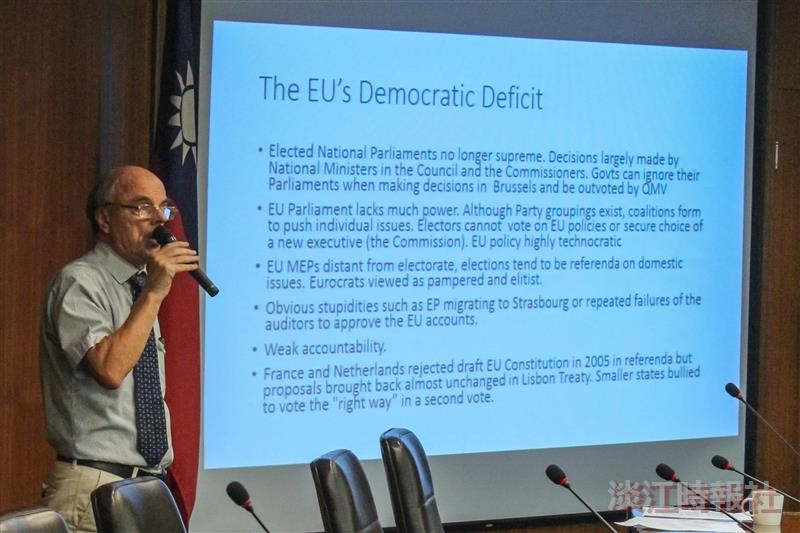 The EU's Democratic Deficit
• Elected National Parliaments no longer supreme. Decisions largely made by
National Ministers in the Council and the Commissioners. Govts can ignore their
Parliaments when making decisions in Brussels and be outvoted by QMV
• EU Parliament lacks much power. Although Party groupings exist, coalitions form
to push individual issues. Electors cannot vote on EU policies or secure choice of
a new executive (the Commission). EU policy highly technocratic
• EU MEPs distant from electorate, elections tend to be referenda on domestic
issues. Eurocrats viewed as pampered and elitist.
• Obvious stupidities such as EP migrating to Strasbourg or repeated failures of the
auditors to approve the EU accounts.
• Weak accountability.
• France and Netherlands rejected draft EU Constitution in 2005 in referenda but
proposals brought back almost unchanged in Lisbon Treaty. Smaller states bullied
to vote the "right way" in a second vote.
淡江時報社